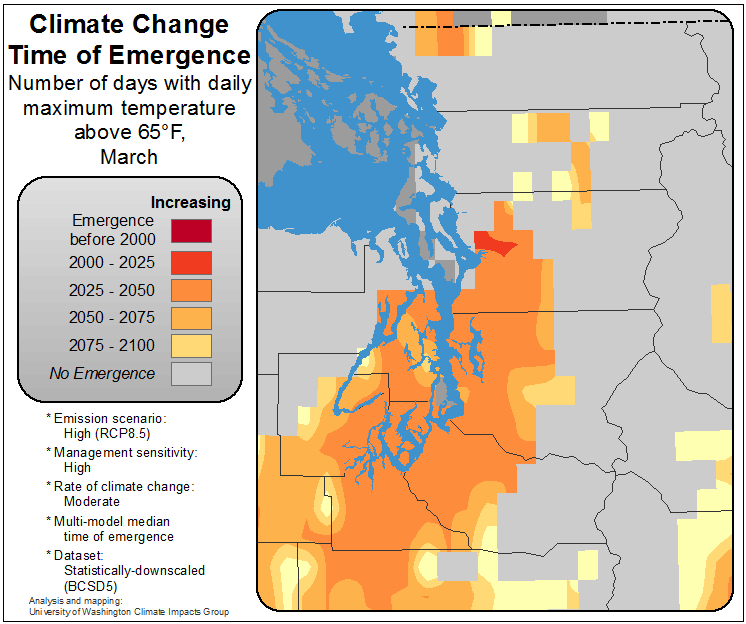 Climate Change
Time of Emergence
Number of days with daily
maximum temperature
above 65°F,
March
Increasing
Emergence
before 2000
2000 - 2025
2025 - 2050
2050 - 2075
2075 - 2100
No Emergence
* Emission scenario:
High (RCP8.5)
* Management sensitivity:
High
* Rate of climate change:
Moderate
* Multi-model median
time of emergence
* Dataset:
Statistically-downscaled
(BCSD5)
Analysis and mapping:
University of Washington Climate Impacts Group